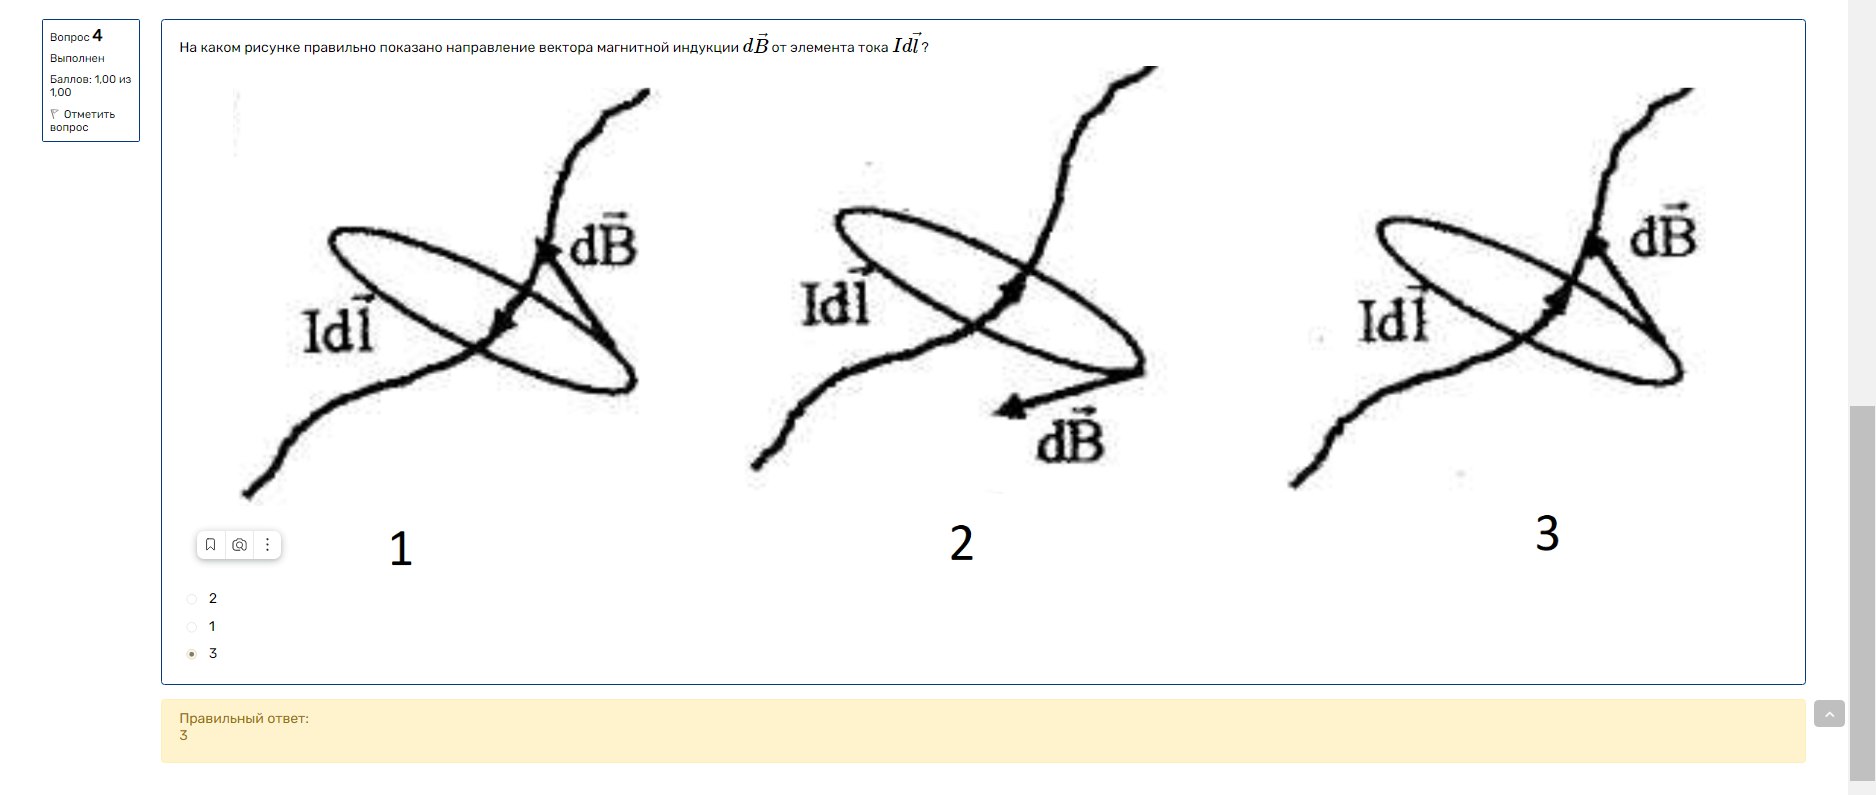 Вопрос 4
Выполнен
Баллов: 1,00 из
1,00
Отметить
вопрос
На каком рисунке правильно показано направление вектора магнитной индукции dB⃗ от элемента тока Idl⃗?
dB⃗
Idl⃗
1
Idl⃗
dB⃗
2
dB⃗
Idl⃗
3
2
1
3
Правильный ответ:
3